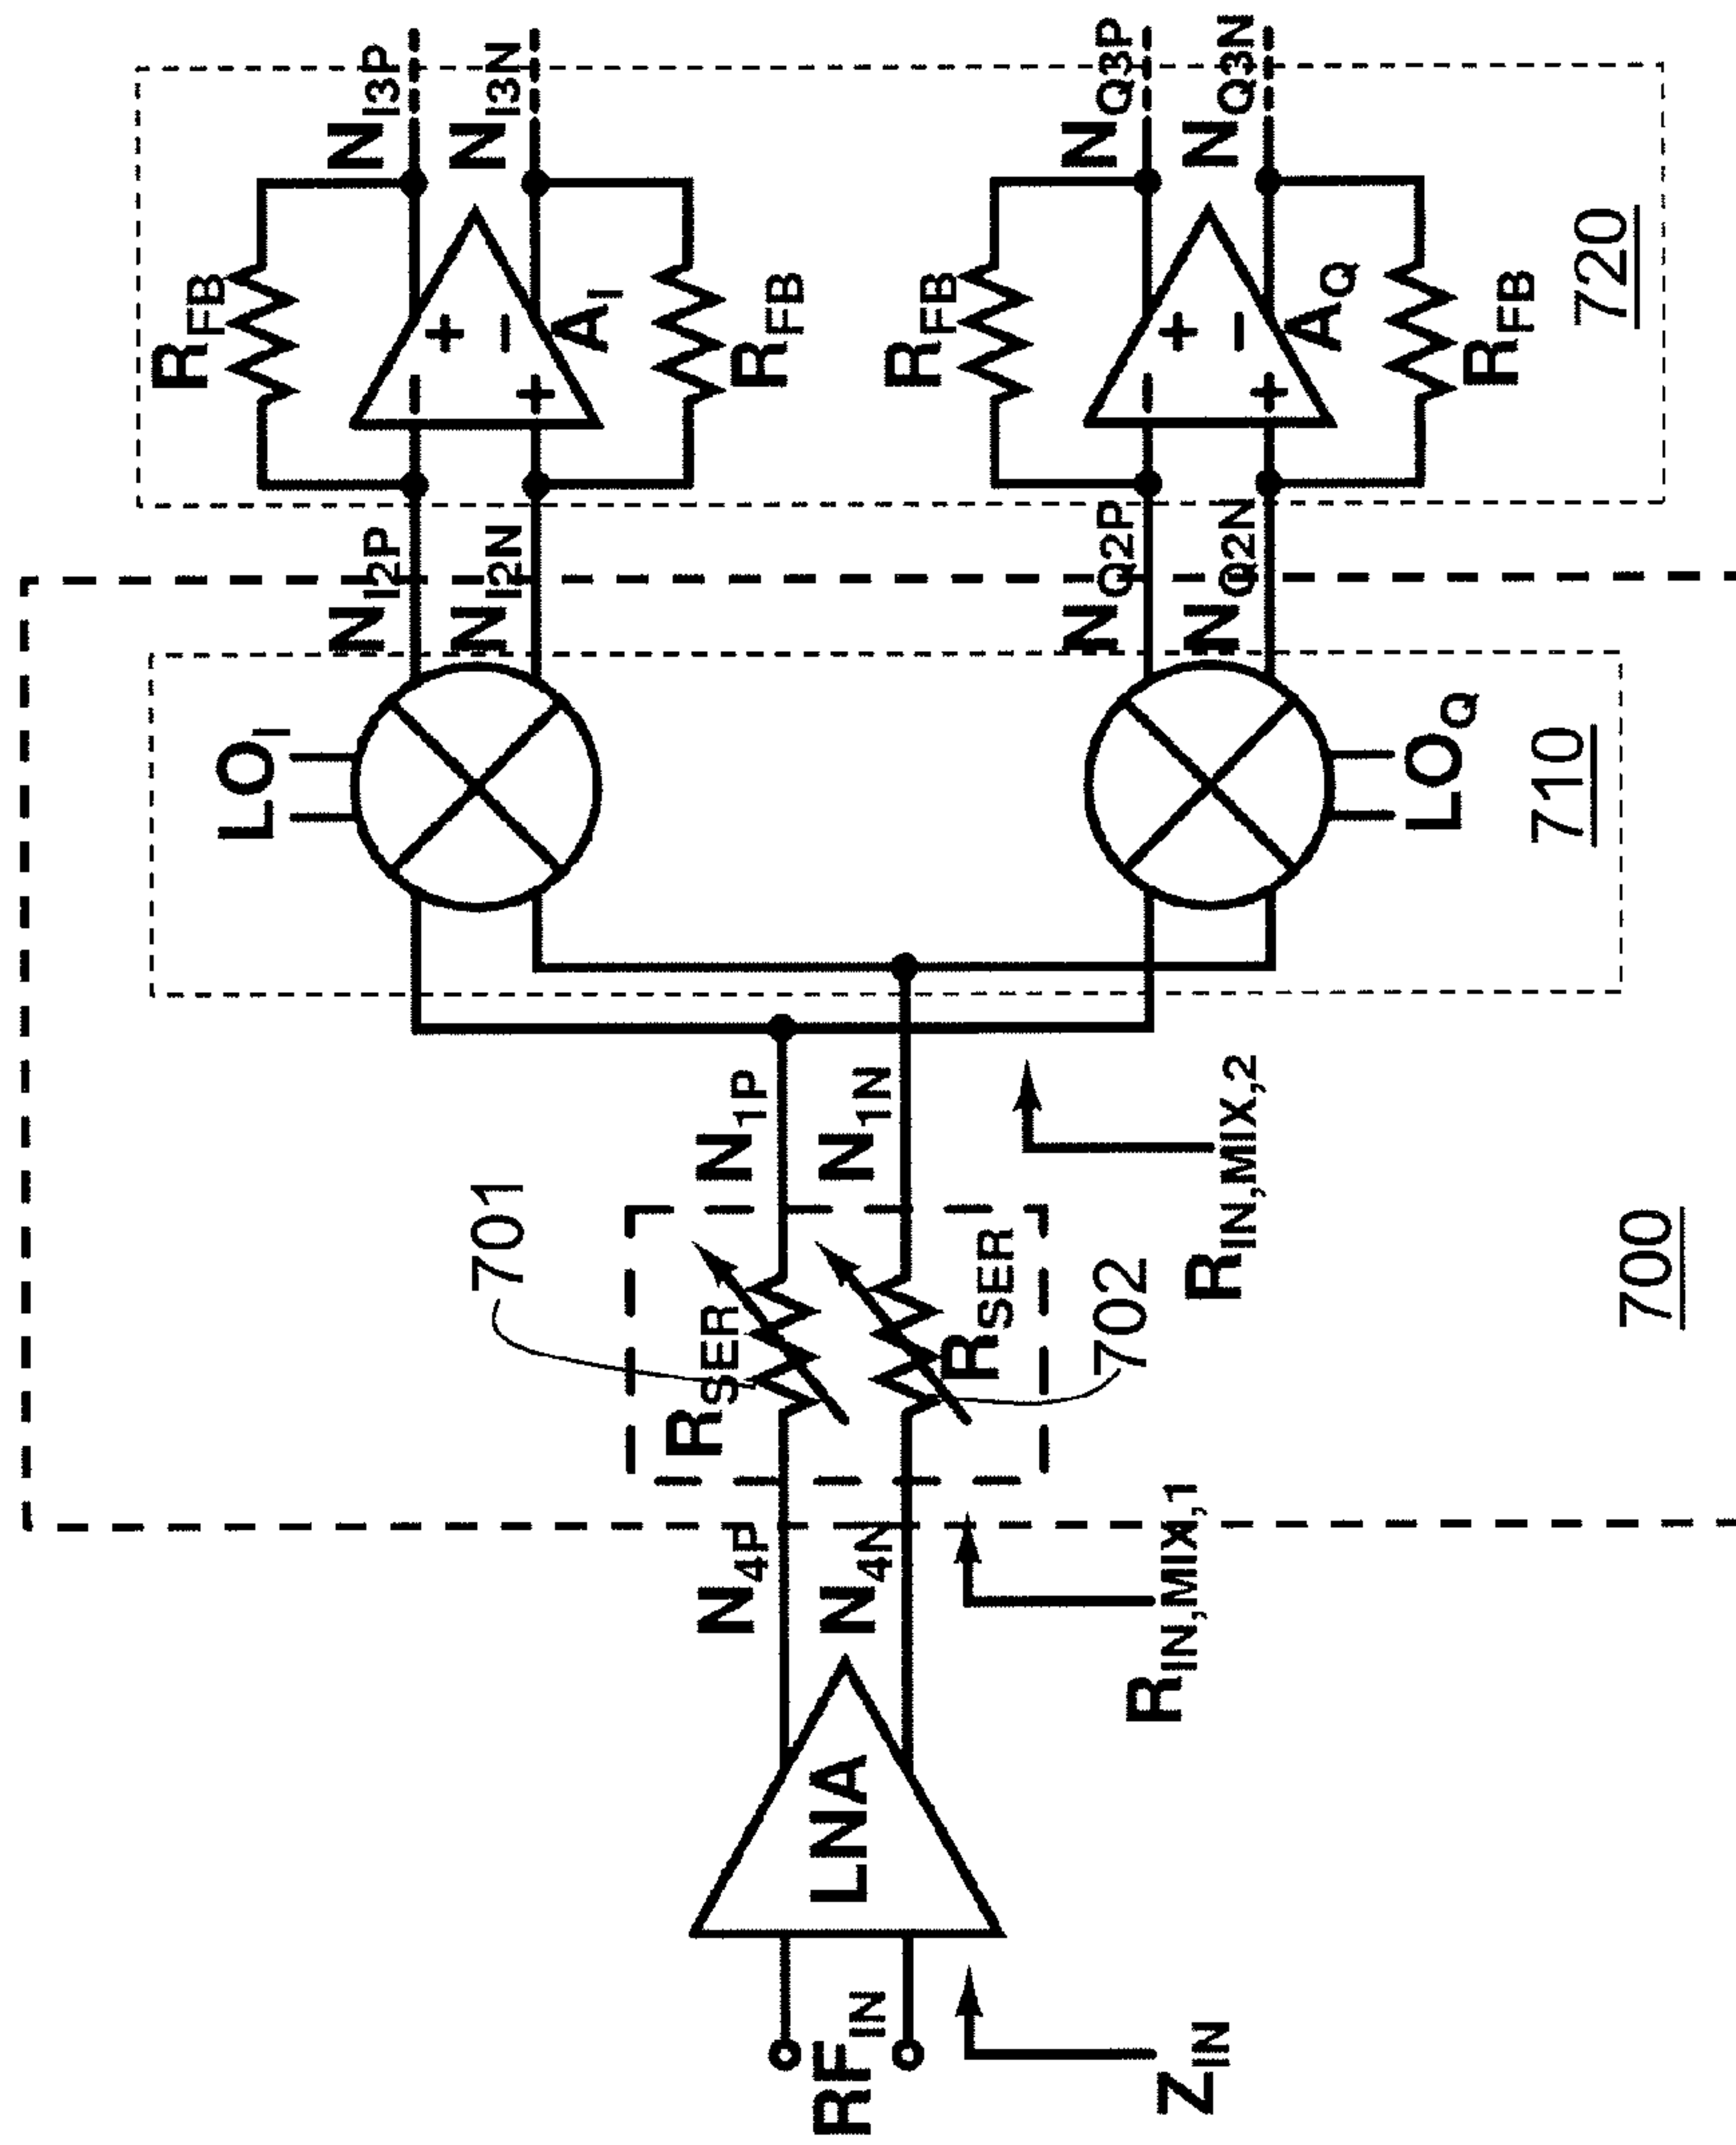 RF_IN
Z_IN
LNA
N_4P
N_4N
R_IN,MIX,1
R_SER
R_SER
701
702
N_1P
N_1N
R_IN,MIX,2
700
LO_I
LO_Q
710
N_I2P
N_I2N
N_Q2P
N_Q2N
R_FB
- +
+ -
A_I
R_FB
N_I3P
N_I3N
R_FB
- +
+ -
A_Q
R_FB
N_Q3P
N_Q3N
720